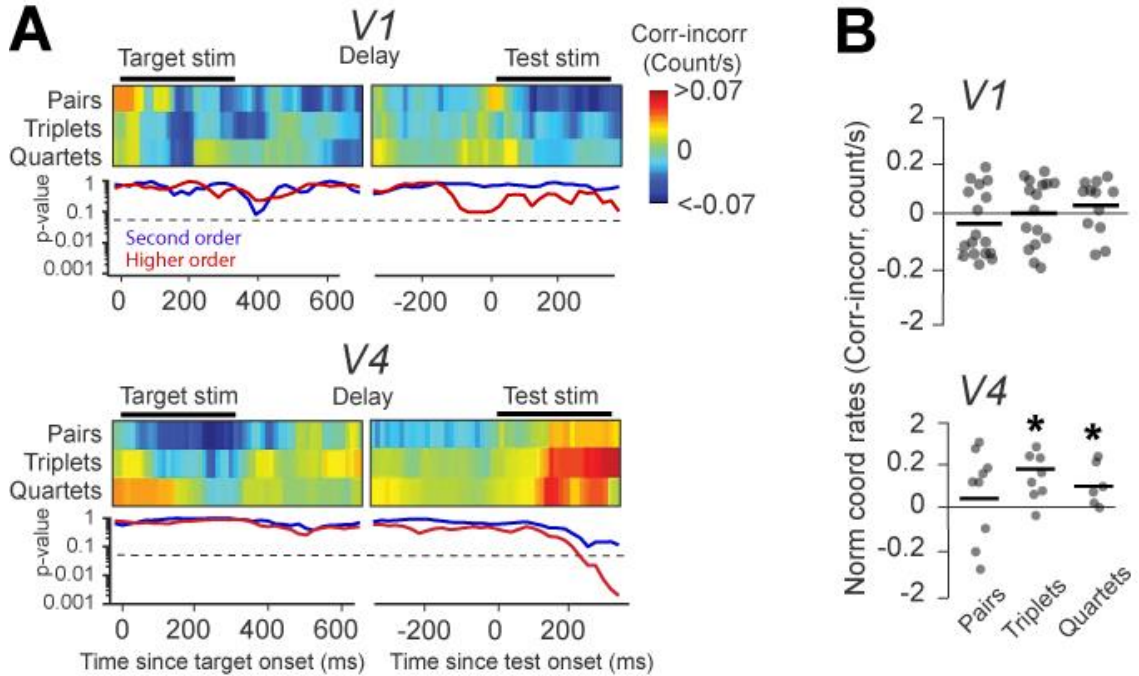 A
V1
Target stim
Delay
Test stim
Corr-incorr
(Count/s)
>0.07
0
<-0.07
Pairs
Triplets
Quartets
p-value
1
0.1
0.01
0.001
Second order
Higher order
0 200 400 600
-200 0 200
V4
Target stim
Delay
Test stim
Pairs
Triplets
Quartets
p-value
1
0.1
0.01
0.001
0 200 400 600
-200 0 200
Time since target onset (ms)
Time since test onset (ms)
B
Norm coord rates (Corr-incorr, count/s)
V1
2
0.2
0
-0.2
-2
V4
2
0.2
0
-0.2
-2
* *
Pairs
Triplets
Quartets